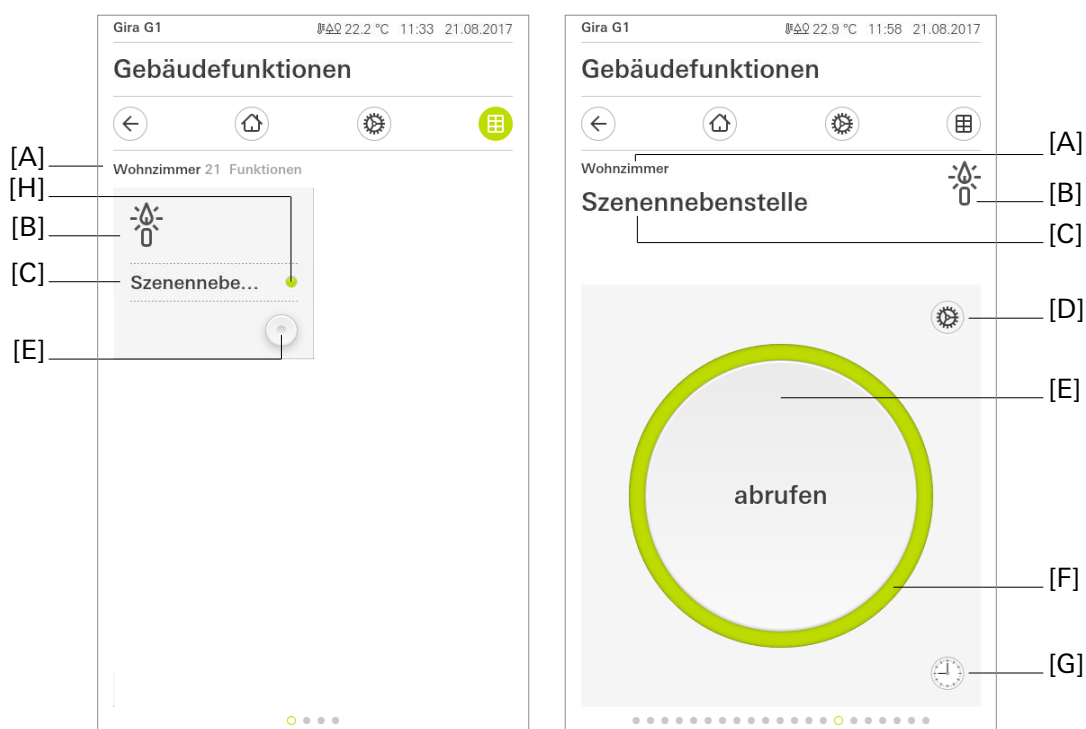 Gira G1 22.2 °C 11:33 21.08.2017
Gebäudefunktionen
[A]
Wohnzimmer 21 Funktionen
[H]
[B]
[C]
Szenennebe...
[E]
Gira G1 22.9 °C 11:58 21.08.2017
Gebäudefunktionen
[A]
Wohnzimmer
[B]
Szenennebenstelle
[C]
[D]
[E]
abrufen
[F]
[G]